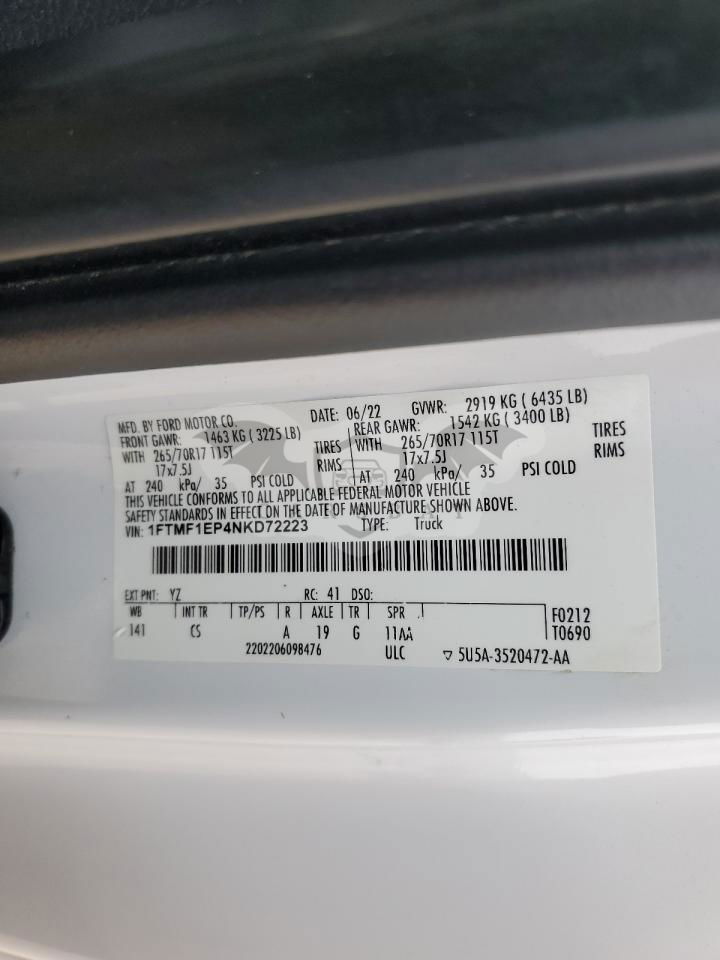 MFD. BY FORD MOTOR CO. DATE: 06/22 GVWR: 2919 KG ( 6435 LB)
FRONT GAWR: 1463 KG ( 3225 LB) REAR GAWR: 1542 KG ( 3400 LB)
WITH 265/70R17 115T TIRES WITH 265/70R17 115T TIRES
17x7.5J RIMS 17x7.5J RIMS
AT 240 kPa/ 35 PSI COLD AT 240 kPa/ 35 PSI COLD
THIS VEHICLE CONFORMS TO ALL APPLICABLE FEDERAL MOTOR VEHICLE
SAFETY STANDARDS IN EFFECT ON THE DATE OF MANUFACTURE SHOWN ABOVE.
VIN: 1FTMF1EP4NKD72223 TYPE: Truck
EXT PNT: YZ RC: 41 DSO:
WB INT TR TP/PS R AXLE TR SPR F0212
141 CS A 19 G 11AA T0690
2202206098476 ULC ▽ 5U5A-3520472-AA